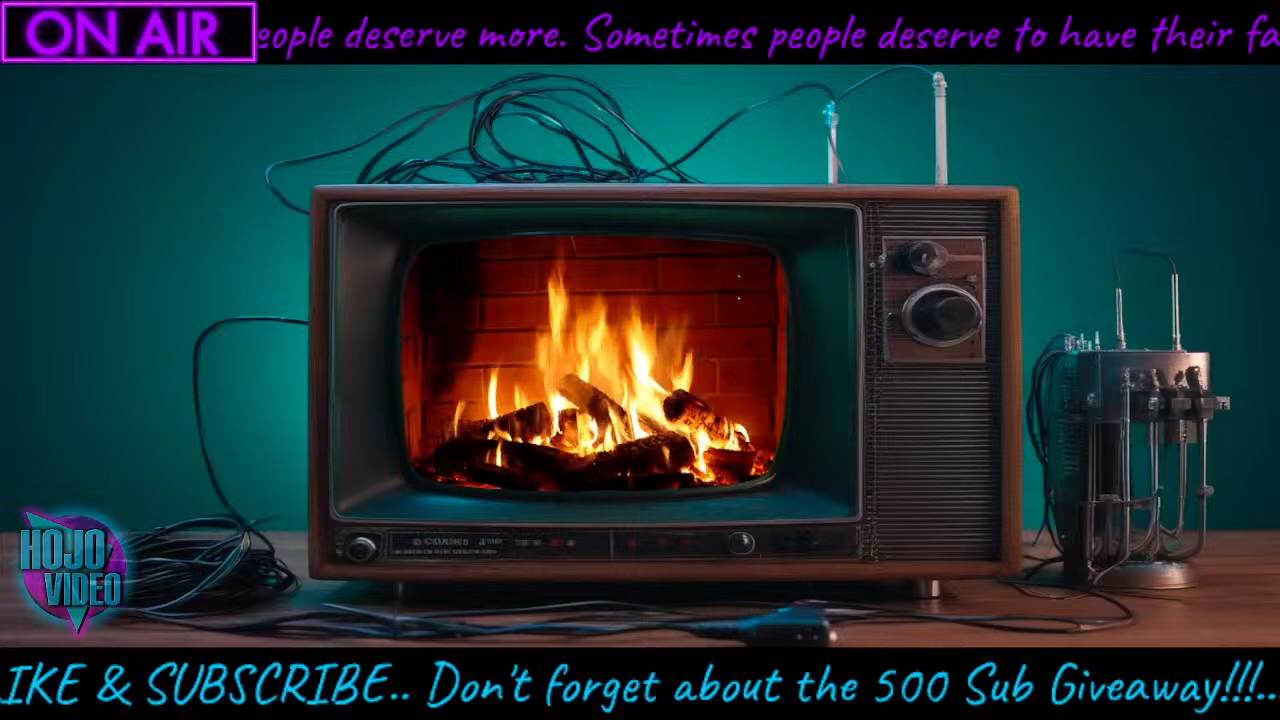 ON AIR
eople deserve more. Sometimes people deserve to have their fa
HOJO
VIDEO
IKE & SUBSCRIBE.. Don't forget about the 500 Sub Giveaway!!!..